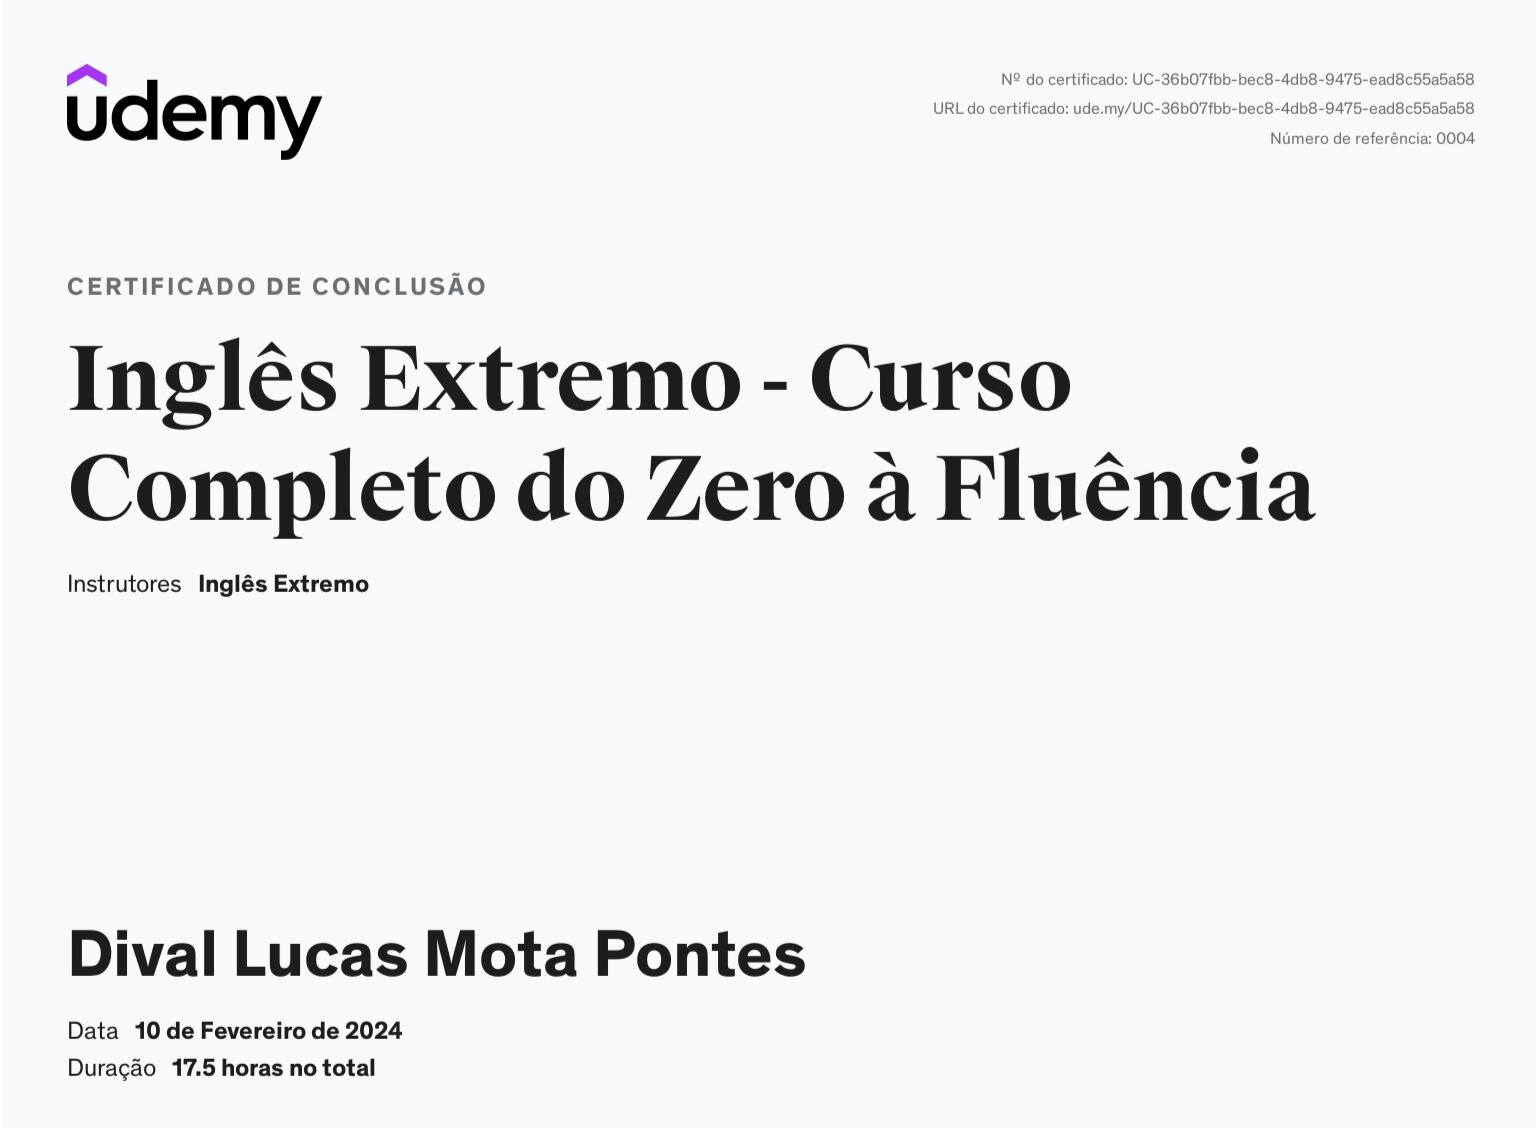 udemy
Nº do certificado: UC-36b07fbb-bec8-4db8-9475-ead8c55a5a58
URL do certificado: ude.my/UC-36b07fbb-bec8-4db8-9475-ead8c55a5a58
Número de referência: 0004
CERTIFICADO DE CONCLUSÃO
Inglês Extremo - Curso
Completo do Zero à Fluência
Instrutores Inglês Extremo
Dival Lucas Mota Pontes
Data 10 de Fevereiro de 2024
Duração 17.5 horas no total